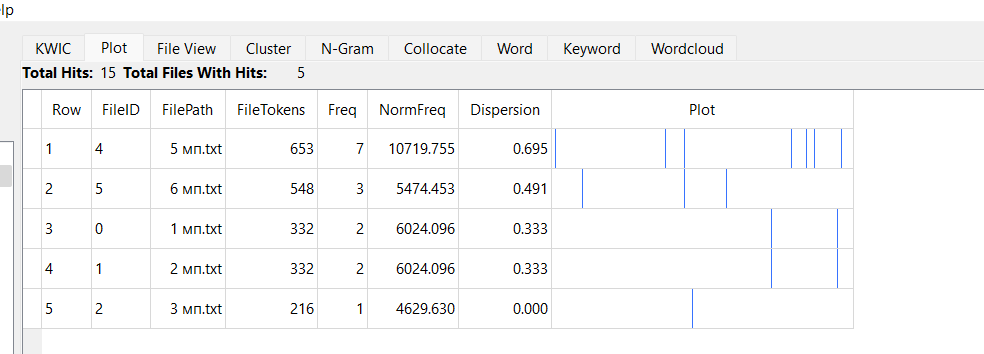 elp
KWIC Plot File View Cluster N-Gram Collocate Word Keyword Wordcloud
Total Hits: 15 Total Files With Hits: 5
Row FileID FilePath FileTokens Freq NormFreq Dispersion Plot
1 4 5 мп.txt 653 7 10719.755 0.695
2 5 6 мп.txt 548 3 5474.453 0.491
3 0 1 мп.txt 332 2 6024.096 0.333
4 1 2 мп.txt 332 2 6024.096 0.333
5 2 3 мп.txt 216 1 4629.630 0.000